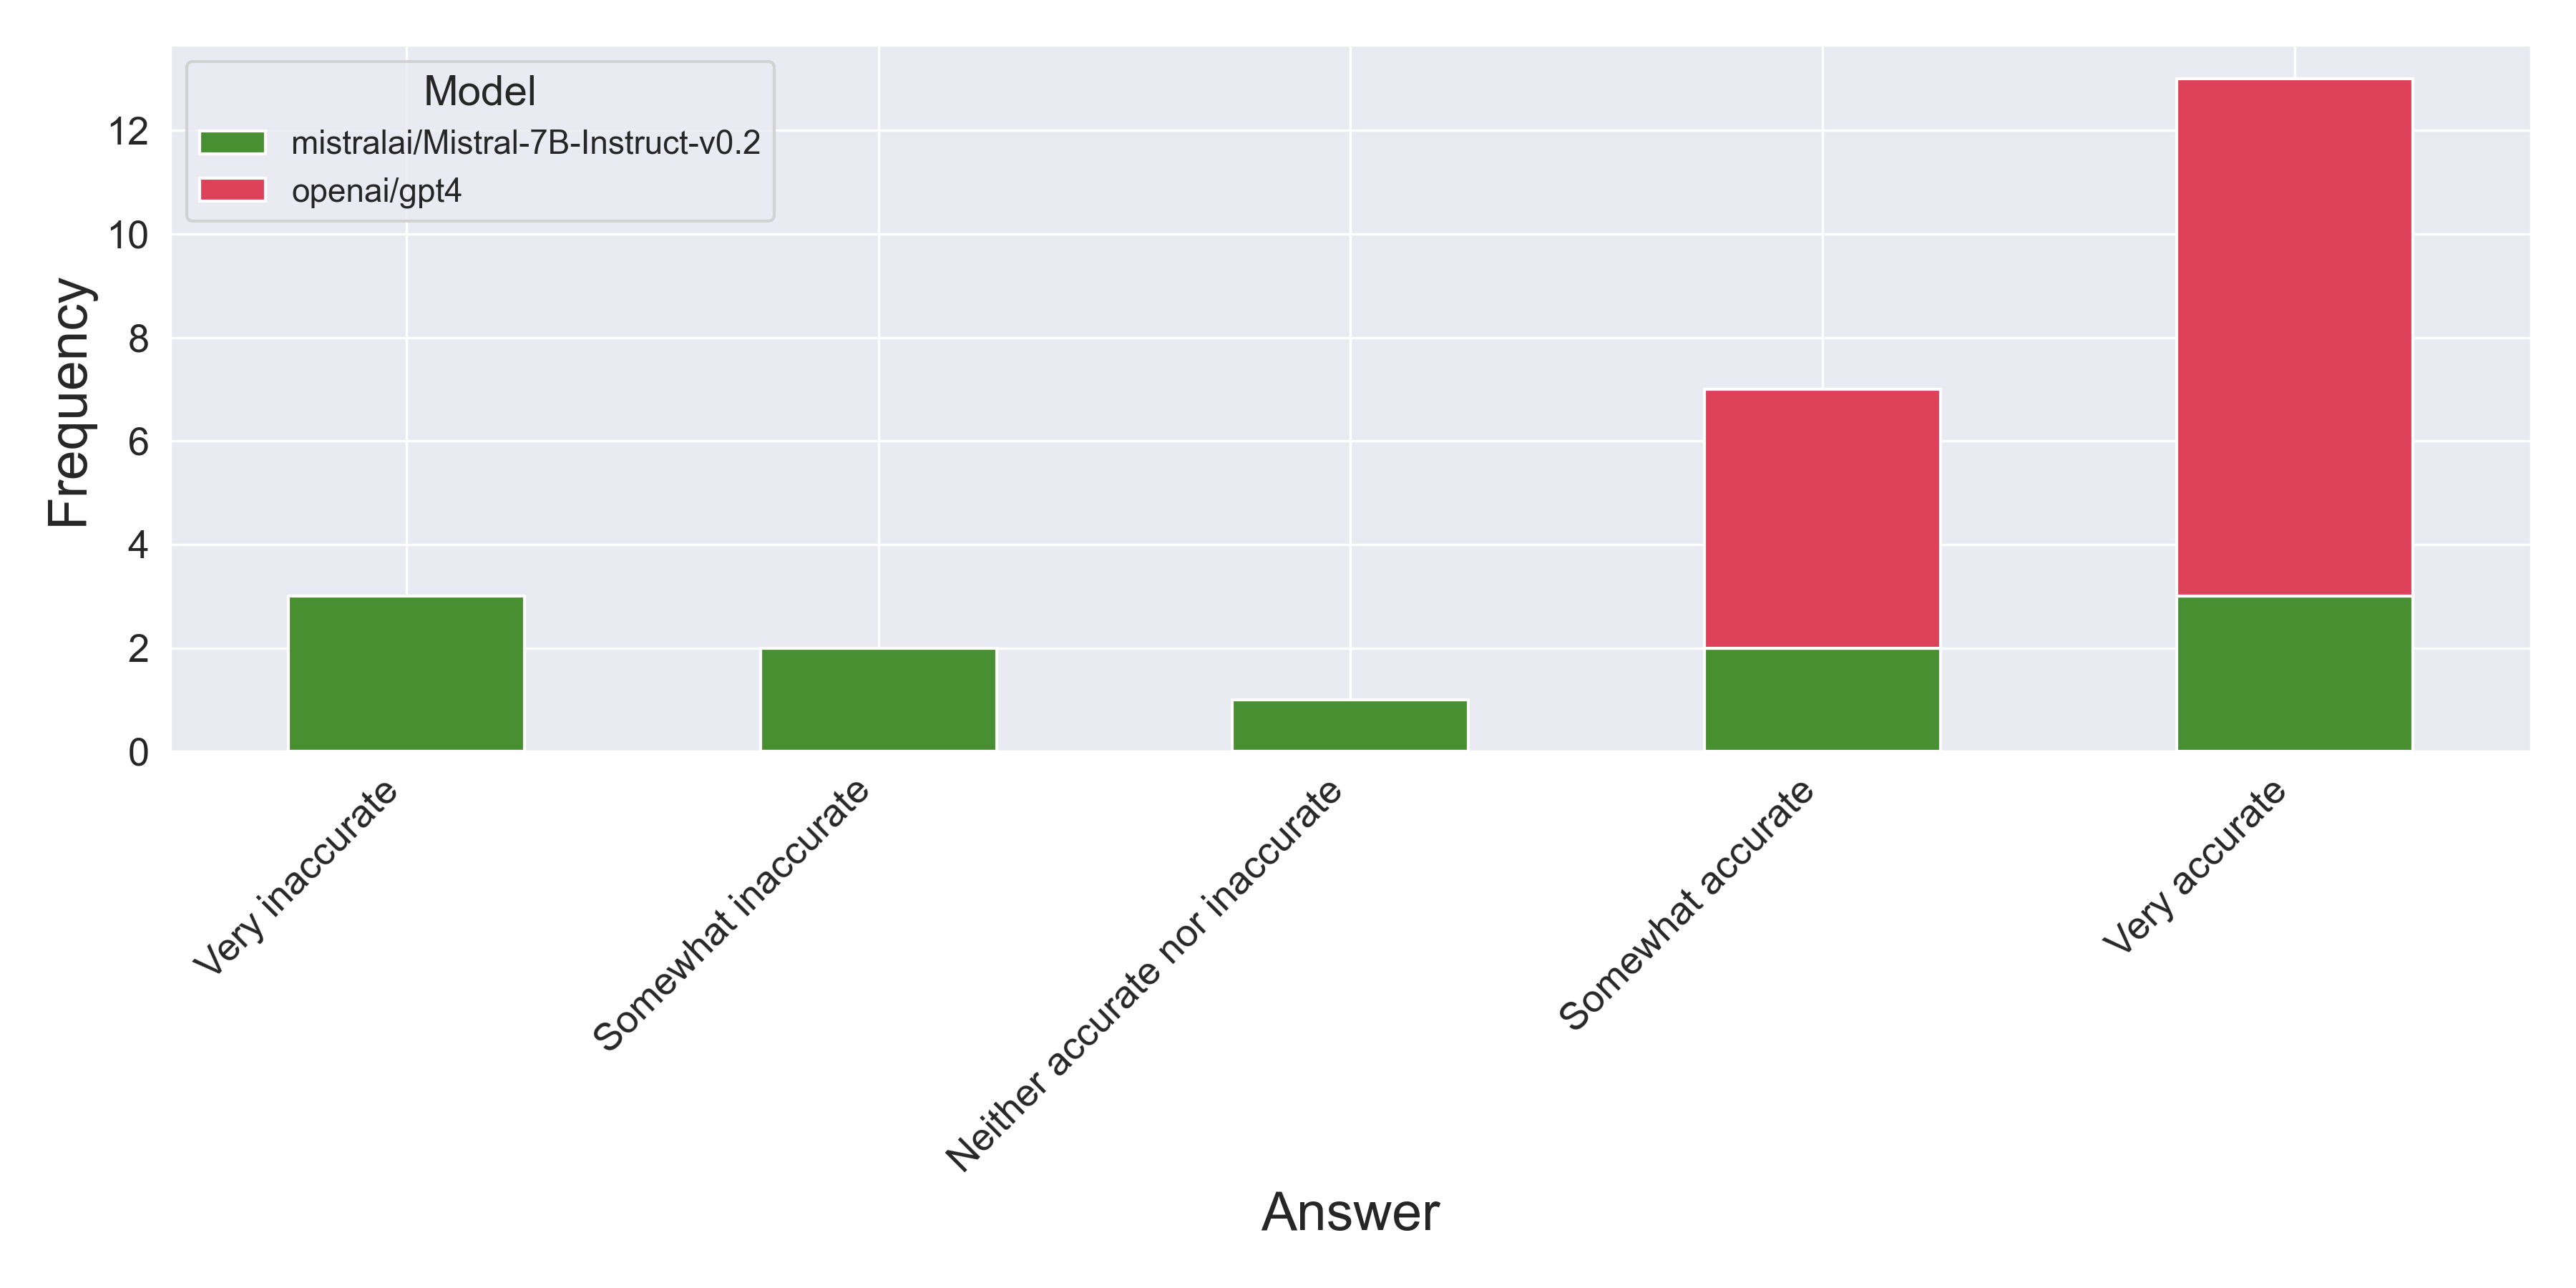 Model
mistralai/Mistral-7B-Instruct-v0.2
openai/gpt4
Frequency
12
10
8
6
4
2
0
Very inaccurate
Somewhat inaccurate
Neither accurate nor inaccurate
Somewhat accurate
Very accurate
Answer